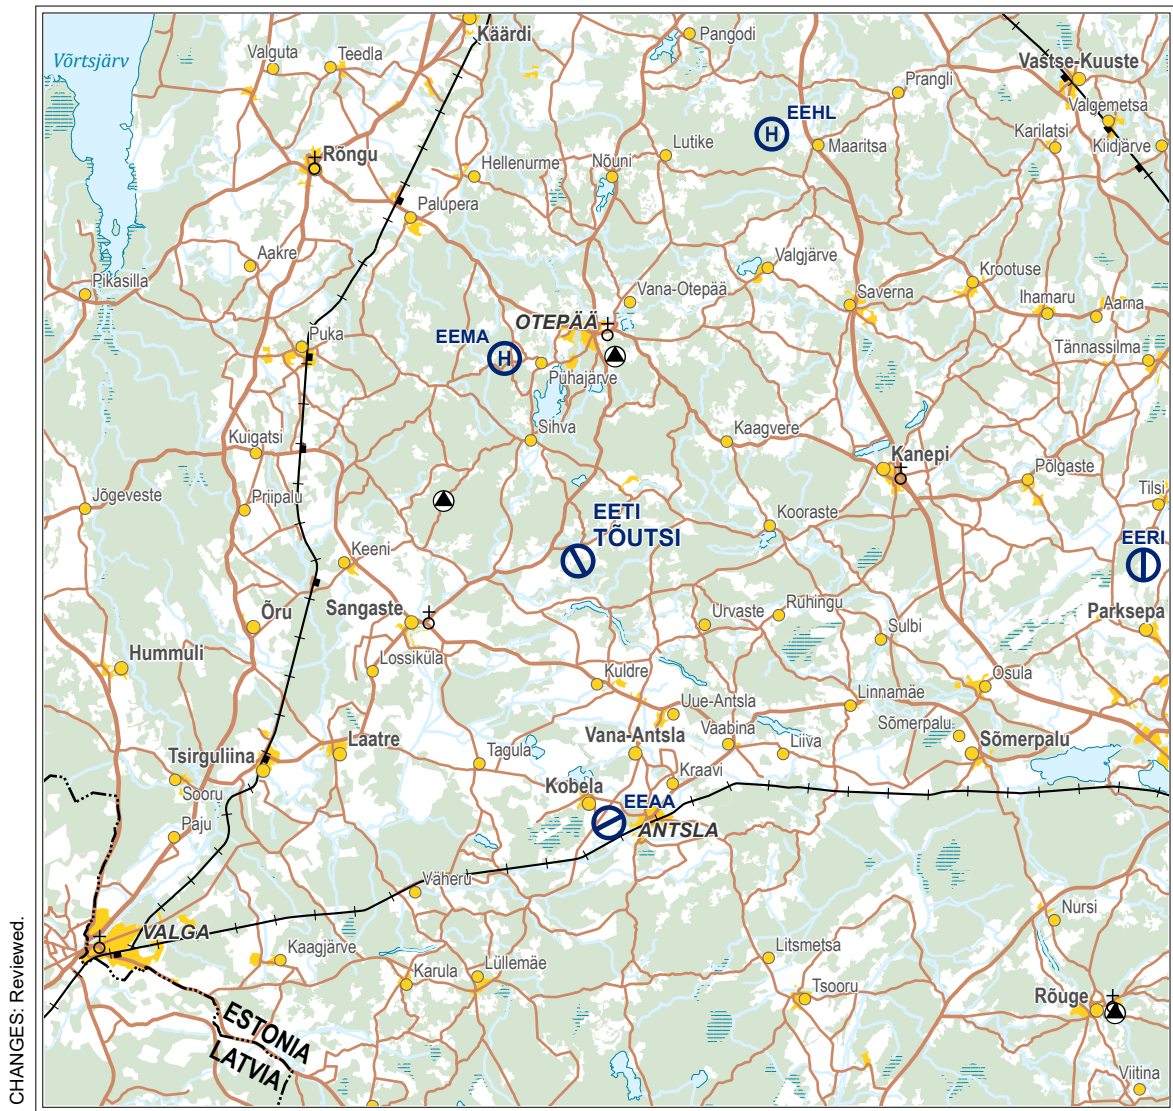 Käärdi
Pangodi
Valguta
Teedla
Võrtsjärv
Vastse-Kuuste
Prangli
Valgemetsa
EEHL
H
Karilatsi
Kiidjärve
Maaritsa
Lutike
Rõngu
Hellenurme
Nõuni
Palupera
Aakre
Valgjärve
Krootuse
Pikasilla
Vana-Otepää
Saverna
Ihamaru
Aarna
OTEPÄÄ
Puka
EEMA
H
Tännassilma
Pühajärve
Kuigatsi
Sihva
Kaagvere
Kanepi
Põlgaste
Jõgeveste
Priipalu
Tilsi
EETI
TÕUTSI
Kooraste
EERI
Keeni
Sangaste
Õru
Urvaste
Ruhingu
Sulbi
Parksepa
Hummuli
Lossiküla
Kuldre
Osula
Uue-Antsla
Linnamäe
Vaabina
Sõmerpalu
Tsirguliina
Laatre
Tagula
Vana-Antsla
Liiva
Sõmerpalu
Sooru
Kobela
Kraavi
EEAA
ANTSLA
Paju
Väheru
VALGA
Nursi
Kaagjärve
Karula
Lüllemäe
Litsmetsa
Tsooru
Rõuge
ESTONIA
LATVIA
Viitina
CHANGES: Reviewed.